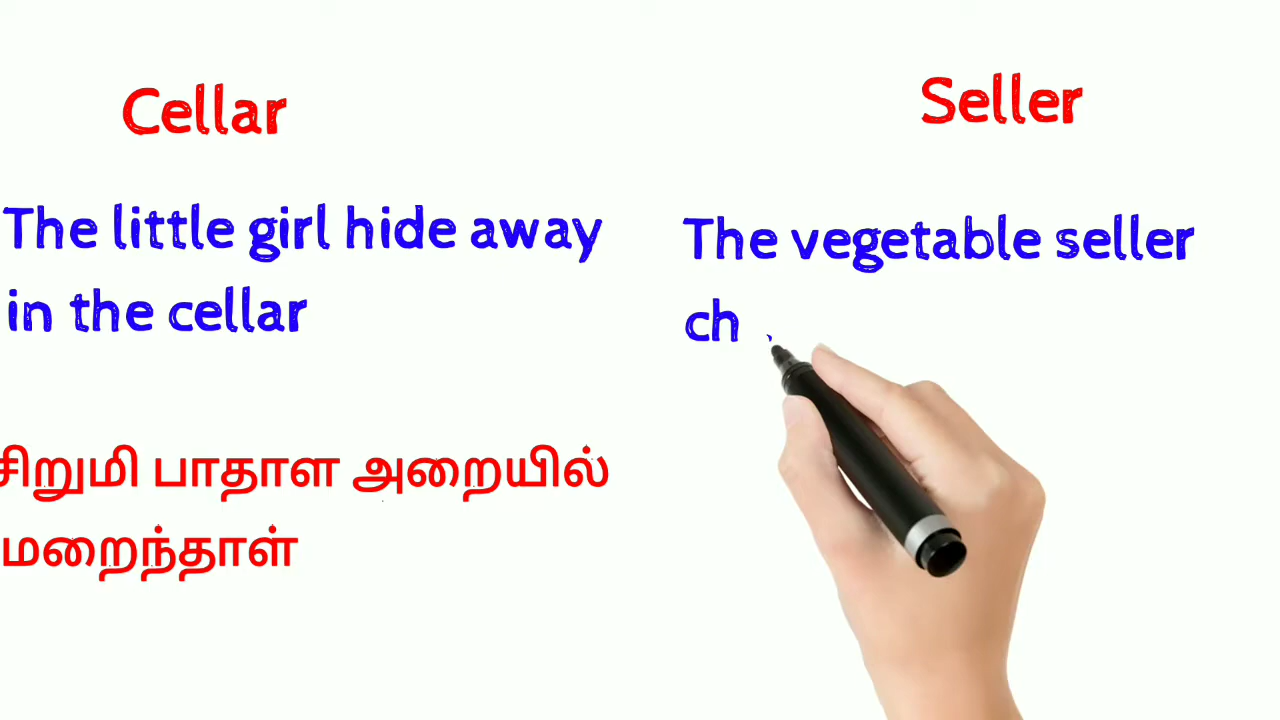 Cellar
The little girl hide away
in the cellar
சிறுமி பாதாள அறையில்
மறைந்தாள்
Seller
The vegetable seller
ch